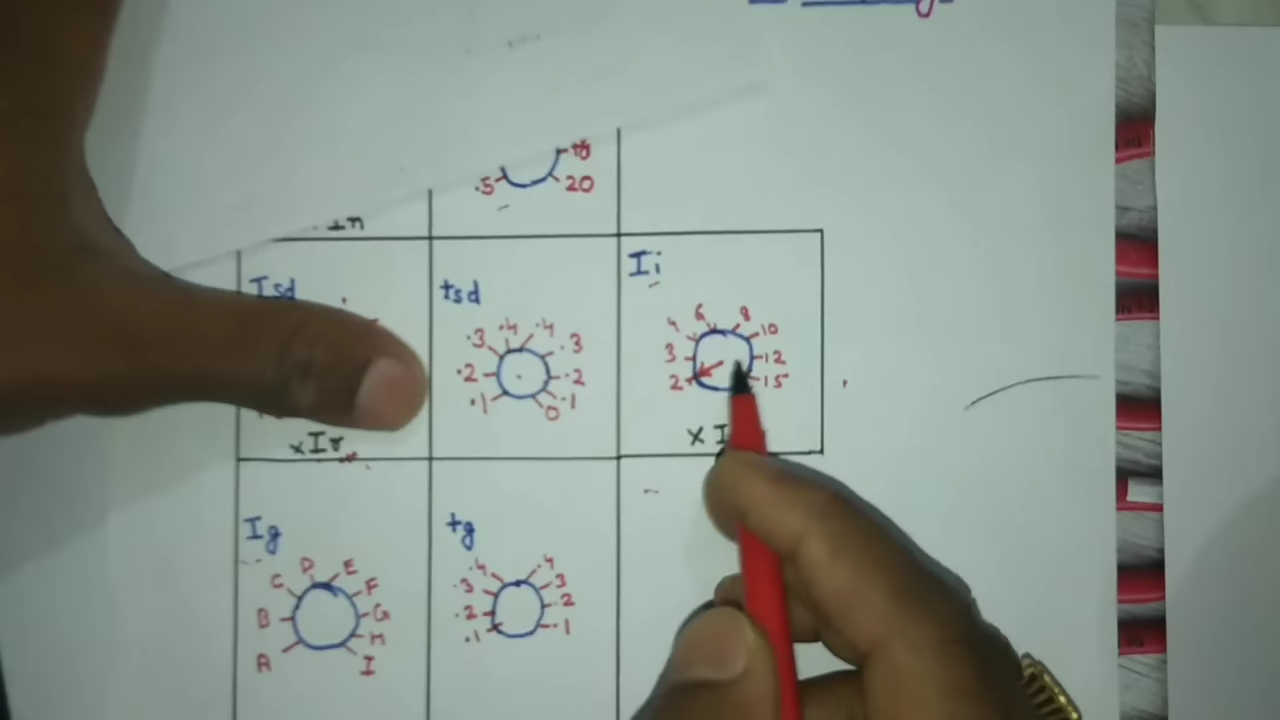 .5 20
Isd tsd Ii
.3 .4 .4 .3
.2 .2
.1 0 .1
4 6 8 10
3 12
2 15
xIr x I
Ig tg
C D E F
B G
A H
I
.4 .4
.3 .3
.2 .2
.1 .1